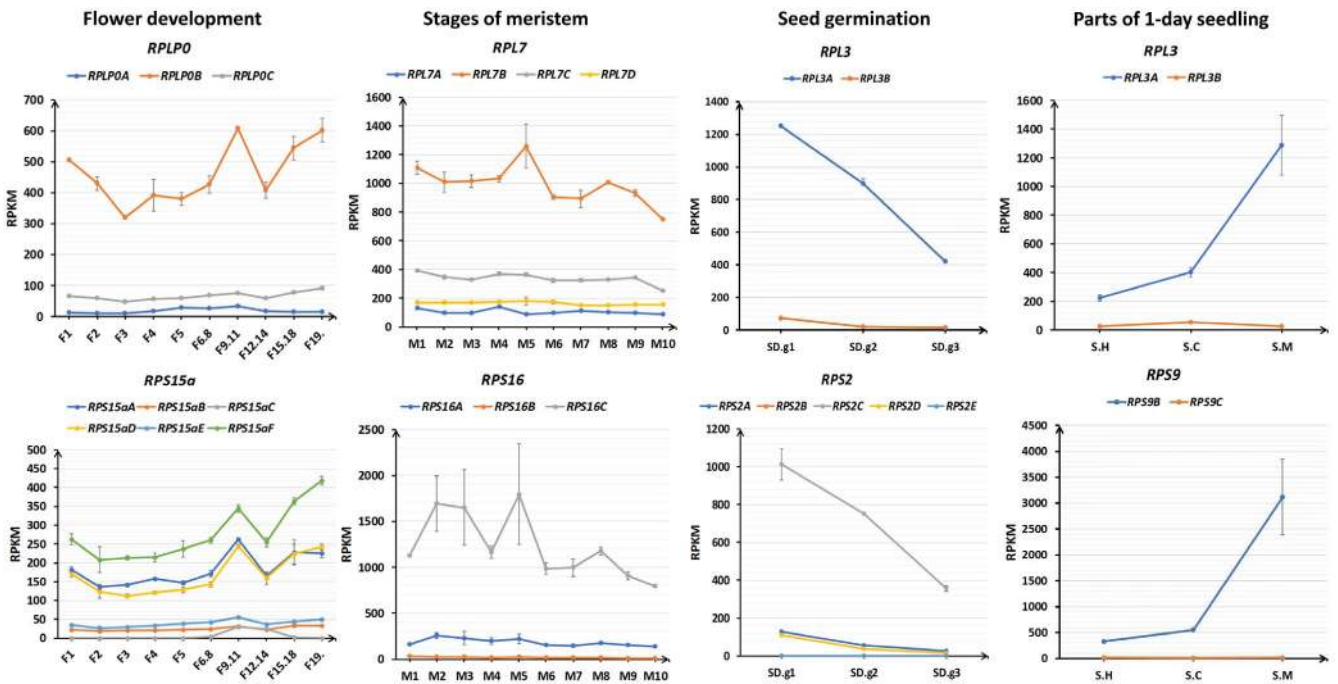 Flower development
Stages of meristem
Seed germination
Parts of 1-day seedling
RPLP0
RPLP0A RPLP0B RPLP0C
RPKM
700
600
500
400
300
200
100
0
F1 F2 F3 F4 F5 F6.8 F9.11 F12.14 F15.18 F19.
RPL7
RPL7A RPL7B RPL7C RPL7D
RPKM
1600
1400
1200
1000
800
600
400
200
0
M1 M2 M3 M4 M5 M6 M7 M8 M9 M10
RPL3
RPL3A RPL3B
RPKM
1400
1200
1000
800
600
400
200
0
SD.g1 SD.g2 SD.g3
RPL3
RPL3A RPL3B
RPKM
1600
1400
1200
1000
800
600
400
200
0
S.H S.C S.M
RPS15a
RPS15aA RPS15aB RPS15aC
RPS15aD RPS15aE RPS15aF
RPKM
500
450
400
350
300
250
200
150
100
50
0
F1 F2 F3 F4 F5 F6.8 F9.11 F12.14 F15.18 F19.
RPS16
RPS16A RPS16B RPS16C
RPKM
2500
2000
1500
1000
500
0
M1 M2 M3 M4 M5 M6 M7 M8 M9 M10
RPS2
RPS2A RPS2B RPS2C RPS2D RPS2E
RPKM
1200
1000
800
600
400
200
0
SD.g1 SD.g2 SD.g3
RPS9
RPS9B RPS9C
RPKM
4500
4000
3500
3000
2500
2000
1500
1000
500
0
S.H S.C S.M